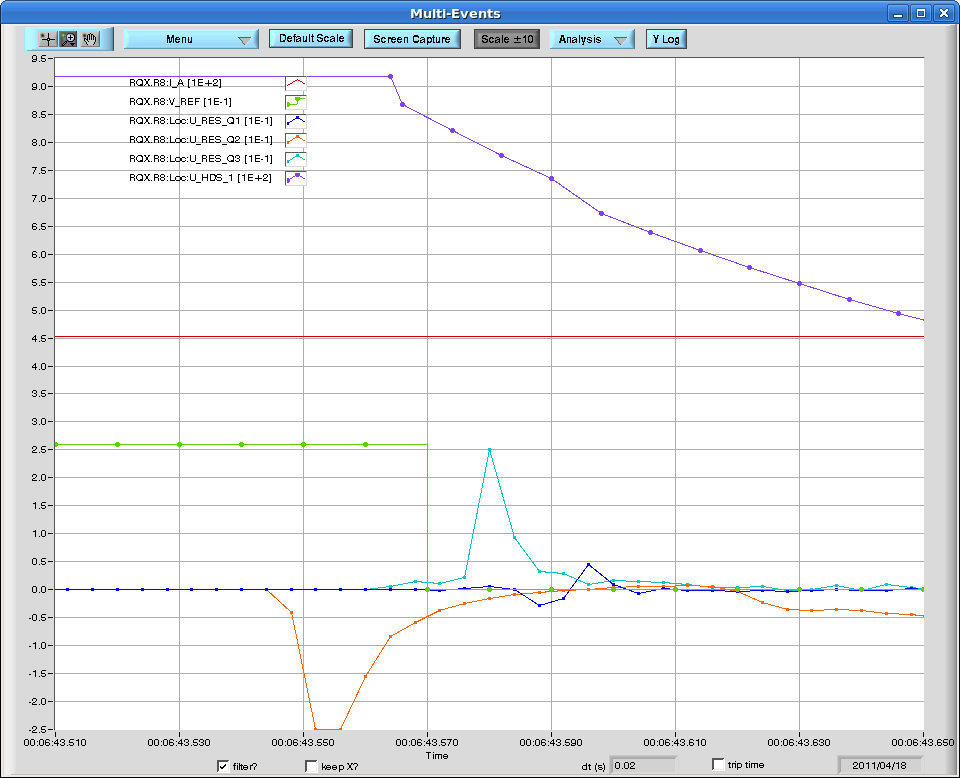 Multi-Events
Menu Default Scale Screen Capture Scale ±10 Analysis Y Log
9.5
9.0
8.5
8.0
7.5
7.0
6.5
6.0
5.5
5.0
4.5
4.0
3.5
3.0
2.5
2.0
1.5
1.0
0.5
0.0
-0.5
-1.0
-1.5
-2.0
-2.5
RQX.R8:I_A [1E+2]
RQX.R8:V_REF [1E-1]
RQX.R8:Loc:U_RES_Q1 [1E-1]
RQX.R8:Loc:U_RES_Q2 [1E-1]
RQX.R8:Loc:U_RES_Q3 [1E-1]
RQX.R8:Loc:U_HDS_1 [1E+2]
00:06:43.510 00:06:43.530 00:06:43.550 00:06:43.570 00:06:43.590 00:06:43.610 00:06:43.630 00:06:43.650
Time
filter? keep X? dt (s) 0.02 trip time 2011/04/18